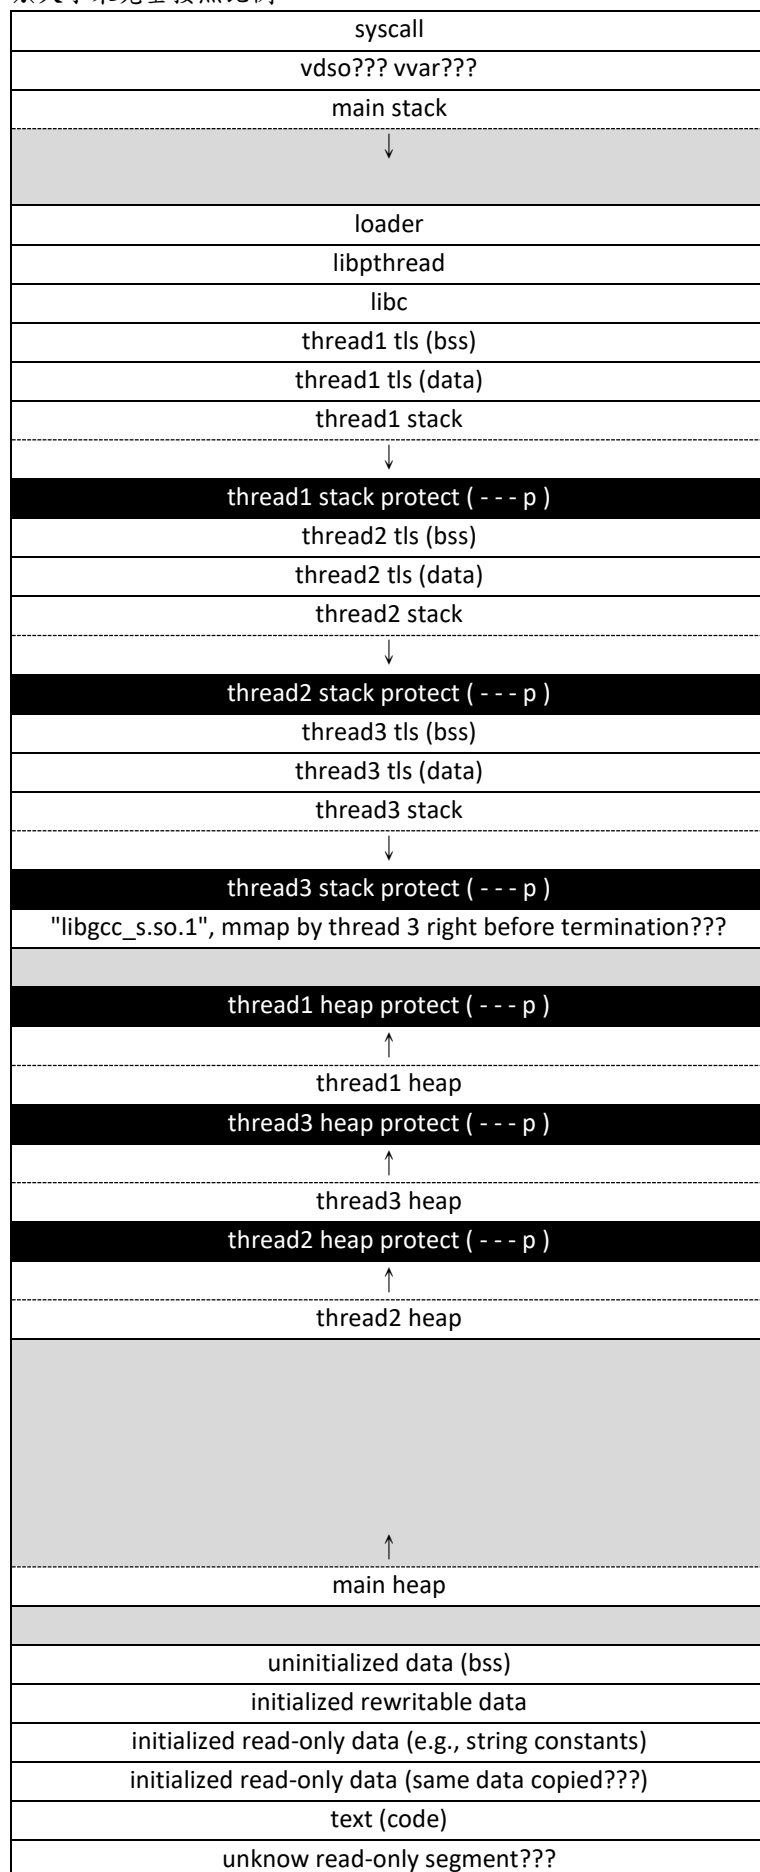 syscall
vdso??? vvar???
main stack
↓
loader
libpthread
libc
thread1 tls (bss)
thread1 tls (data)
thread1 stack
↓
thread1 stack protect ( - - - p )
thread2 tls (bss)
thread2 tls (data)
thread2 stack
↓
thread2 stack protect ( - - - p )
thread3 tls (bss)
thread3 tls (data)
thread3 stack
↓
thread3 stack protect ( - - - p )
"libgcc_s.so.1", mmap by thread 3 right before termination???
thread1 heap protect ( - - - p )
↑
thread1 heap
thread3 heap protect ( - - - p )
↑
thread3 heap
thread2 heap protect ( - - - p )
↑
thread2 heap
↑
main heap
uninitialized data (bss)
initialized rewritable data
initialized read-only data (e.g., string constants)
initialized read-only data (same data copied???)
text (code)
unknow read-only segment???